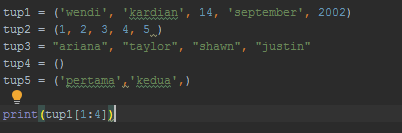 tup1 = ('wendi', 'kardian', 14, 'september', 2002)
tup2 = (1, 2, 3, 4, 5 )
tup3 = "ariana", "taylor", "shawn", "justin"
tup4 = ()
tup5 = ('pertama','kedua',)
print(tup1[1:4])